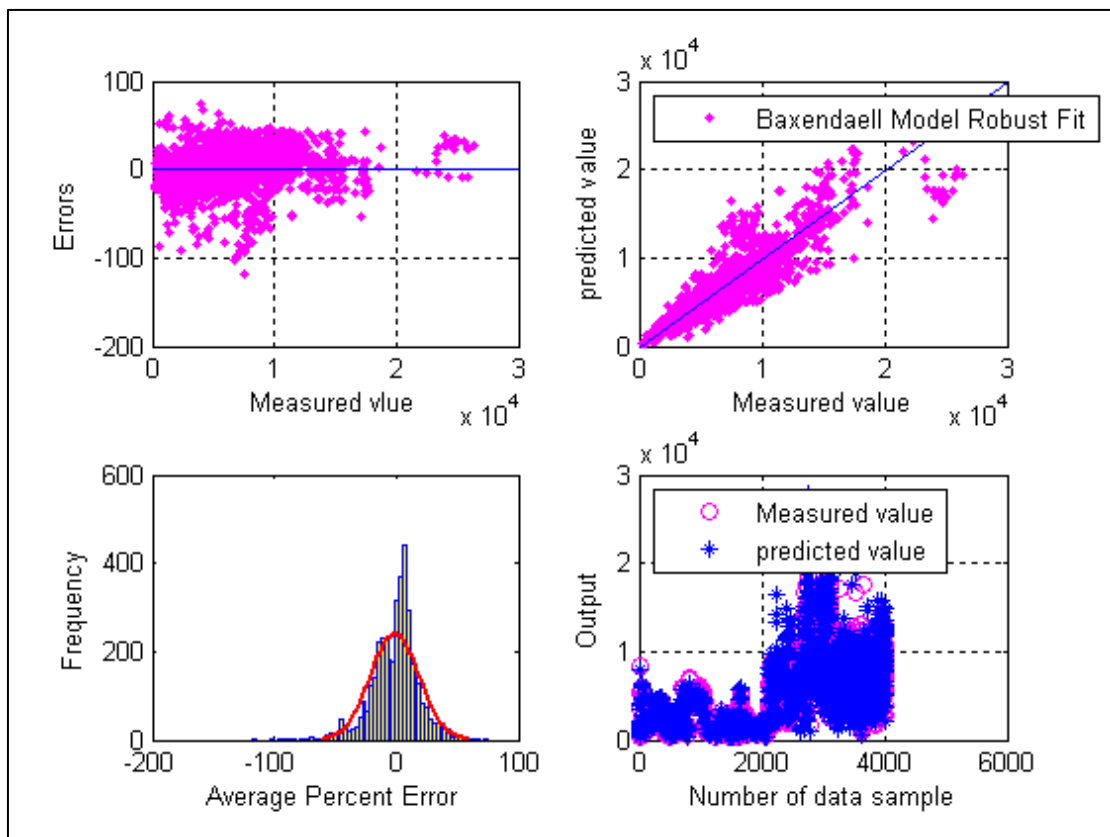 100
0
-100
-200
Errors
0
1
2
3
Measured vlue
x 10^4
x 10^4
3
2
1
0
predicted value
Baxendaell Model Robust Fit
0
1
2
3
Measured value
x 10^4
600
400
200
0
Frequency
-200
-100
0
100
Average Percent Error
x 10^4
3
2
1
0
Output
Measured value
predicted value
0
2000
4000
6000
Number of data sample